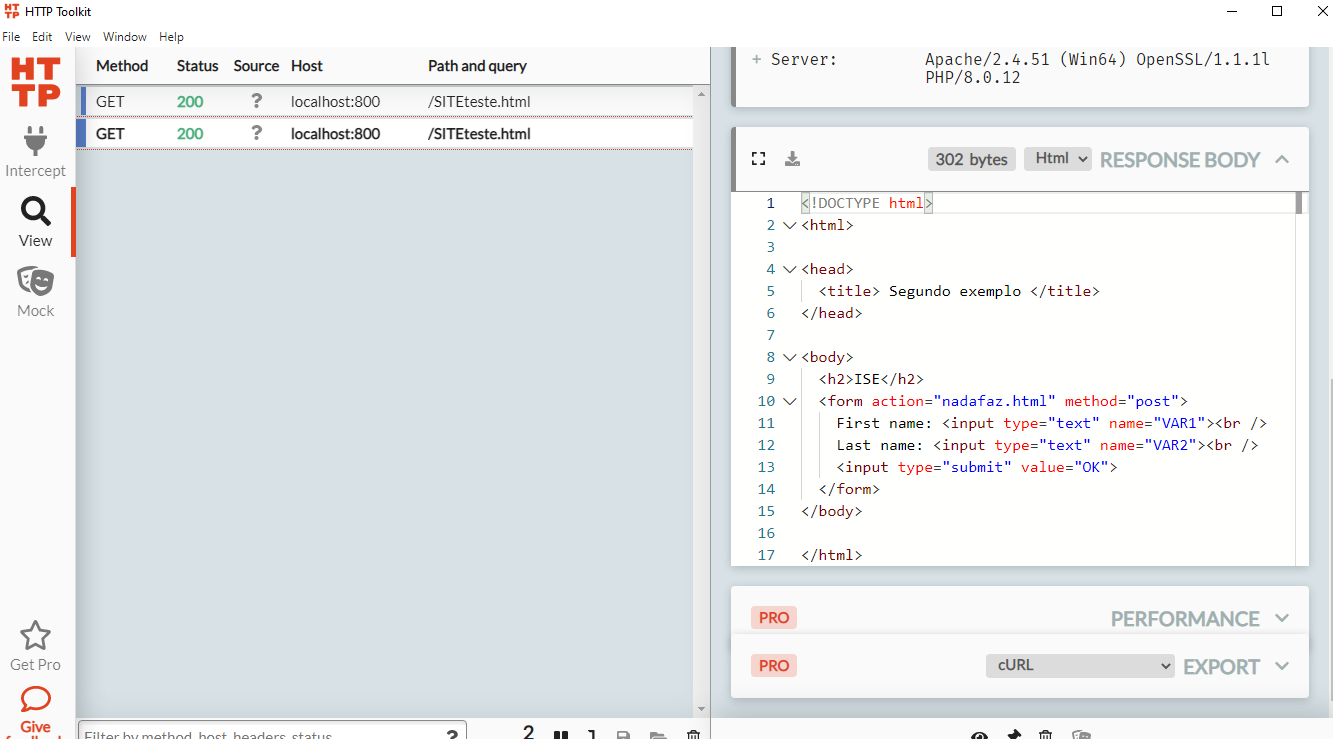 HTTP Toolkit
File Edit View Window Help
HT
TP
Intercept
View
Mock
Get Pro
Give
feedback
Method Status Source Host Path and query
GET 200 ? localhost:800 /SITEteste.html
GET 200 ? localhost:800 /SITEteste.html
Filter by method, host, headers, status... ? 2
+ Server: Apache/2.4.51 (Win64) OpenSSL/1.1.1l
PHP/8.0.12
302 bytes Html RESPONSE BODY
1 <!DOCTYPE html>
2 <html>
3
4 <head>
5 <title> Segundo exemplo </title>
6 </head>
7
8 <body>
9 <h2>ISE</h2>
10 <form action="nadafaz.html" method="post">
11 First name: <input type="text" name="VAR1"><br />
12 Last name: <input type="text" name="VAR2"><br />
13 <input type="submit" value="OK">
14 </form>
15 </body>
16
17 </html>
PRO PERFORMANCE
PRO cURL EXPORT